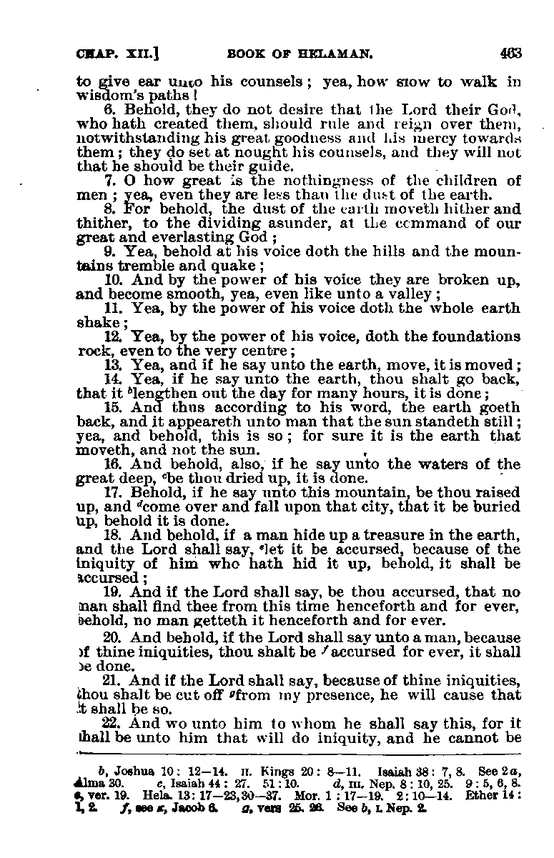 CHAP. XII.] BOOK OF HELAMAN. 463
to give ear unto his counsels; yea, how slow to walk in
wisdom's paths!
6. Behold, they do not desire that the Lord their God,
who hath created them, should rule and reign over them,
notwithstanding his great goodness and his mercy towards
them; they do set at nought his counsels, and they will not
that he should be their guide.
7. O how great is the nothingness of the children of
men; yea, even they are less than the dust of the earth.
8. For behold, the dust of the earth moveth hither and
thither, to the dividing asunder, at the command of our
great and everlasting God;
9. Yea, behold at his voice doth the hills and the moun-
tains tremble and quake;
10. And by the power of his voice they are broken up,
and become smooth, yea, even like unto a valley;
11. Yea, by the power of his voice doth the whole earth
shake;
12. Yea, by the power of his voice, doth the foundations
rock, even to the very centre;
13. Yea, and if he say unto the earth, move, it is moved;
14. Yea, if he say unto the earth, thou shalt go back,
that it blengthen out the day for many hours, it is done;
15. And thus according to his word, the earth goeth
back, and it appeareth unto man that the sun standeth still;
yea, and behold, this is so; for sure it is the earth that
moveth, and not the sun.
16. And behold, also, if he say unto the waters of the
great deep, cbe thou dried up, it is done.
17. Behold, if he say unto this mountain, be thou raised
up, and dcome over and fall upon that city, that it be buried
up, behold it is done.
18. And behold, if a man hide up a treasure in the earth,
and the Lord shall say, elet it be accursed, because of the
iniquity of him who hath hid it up, behold, it shall be
accursed;
19. And if the Lord shall say, be thou accursed, that no
man shall find thee from this time henceforth and for ever,
behold, no man getteth it henceforth and for ever.
20. And behold, if the Lord shall say unto a man, because
of thine iniquities, thou shalt be faccursed for ever, it shall
be done.
21. And if the Lord shall say, because of thine iniquities,
thou shalt be cut off gfrom my presence, he will cause that
it shall be so.
22. And wo unto him to whom he shall say this, for it
shall be unto him that will do iniquity, and he cannot be
b, Joshua 10: 12—14. II. Kings 20: 8—11. Isaiah 38: 7, 8. See 2a,
Alma 30. c, Isaiah 44: 27. 51: 10. d, III. Nep. 8: 10, 25. 9: 5, 6, 8.
e, ver. 19. Hela. 13: 17—23, 30—37. Mor. 1: 17—19. 2: 10—14. Ether 14:
1, 2. f, see x, Jacob 6. g, vers 25. 26. See b, I. Nep. 2.